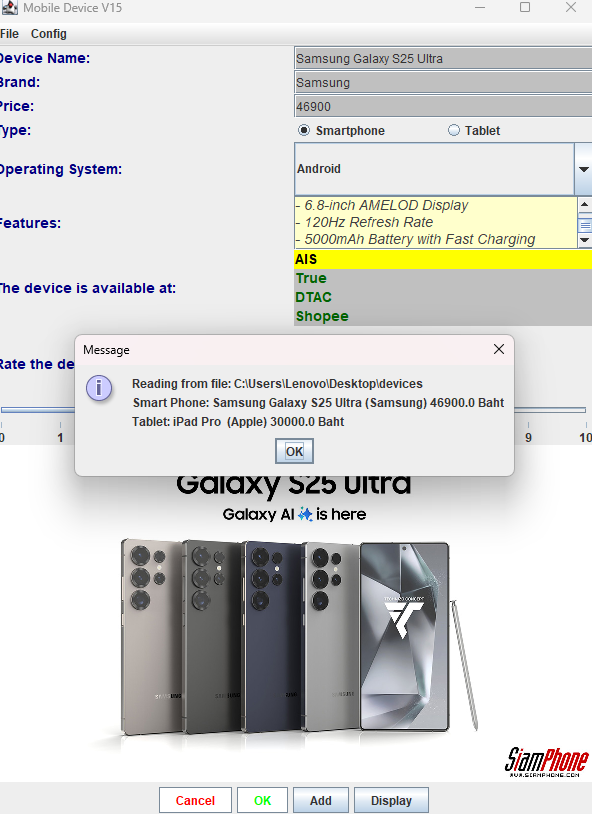 Mobile Device V15
File Config
Device Name: Samsung Galaxy S25 Ultra
Brand: Samsung
Price: 46900
Type: Smartphone Tablet
Operating System: Android
Features:
- 6.8-inch AMELOD Display
- 120Hz Refresh Rate
- 5000mAh Battery with Fast Charging
The device is available at:
AIS
True
DTAC
Shopee
Rate the de
Message
Reading from file: C:\Users\Lenovo\Desktop\devices
Smart Phone: Samsung Galaxy S25 Ultra (Samsung) 46900.0 Baht
Tablet: iPad Pro (Apple) 30000.0 Baht
OK
0 1 9 10
Galaxy S25 Ultra
Galaxy AI is here
TECHNIZO CONCEPT
SiamPhone
WWW.SIAMPHONE.COM
Cancel OK Add Display